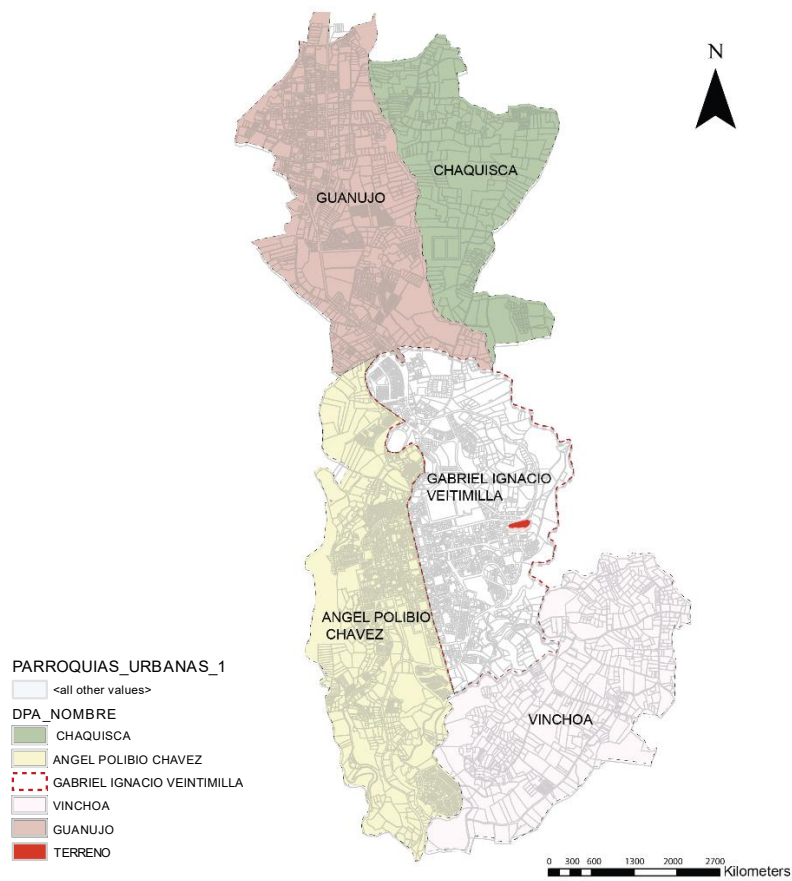 N
CHAQUISCA
GUANUJO
GABRIEL IGNACIO
VEITIMILLA
ANGEL POLIBIO
CHAVEZ
VINCHOA
PARROQUIAS_URBANAS_1
<all other values>
DPA_NOMBRE
CHAQUISCA
ANGEL POLIBIO CHAVEZ
GABRIEL IGNACIO VEINTIMILLA
VINCHOA
GUANUJO
TERRENO
0 300 600 1300 2000 2700
Kilometers